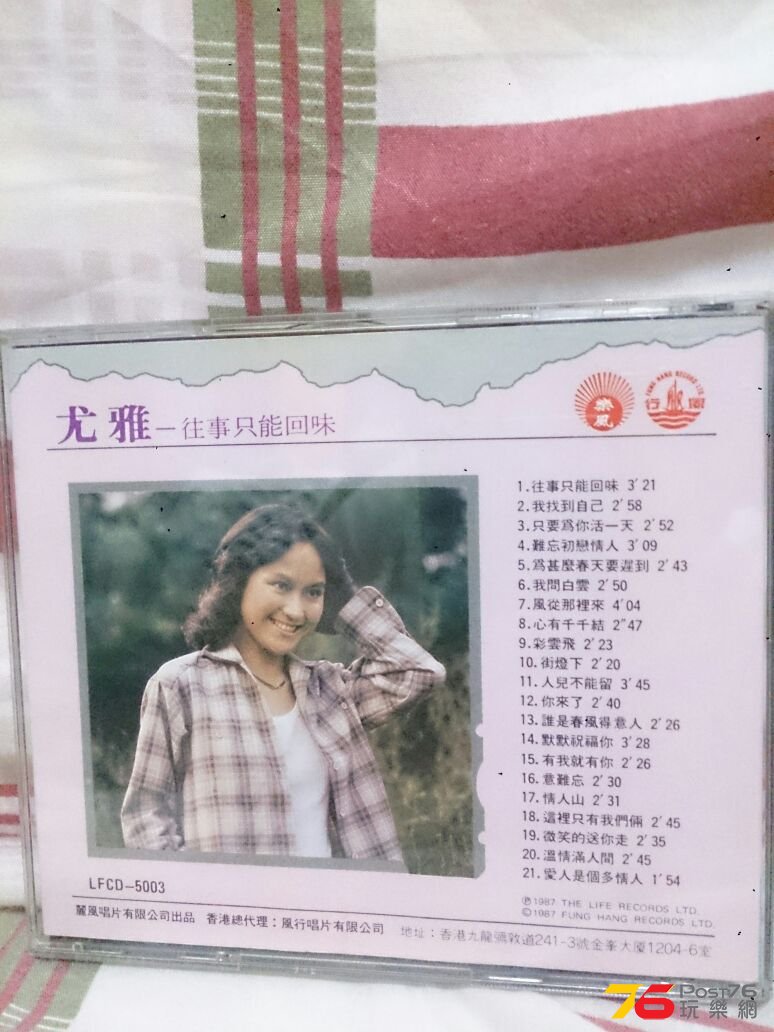 尤雅－往事只能回味
樂風
FUNG HANG RECORD LTD
行風
1.往事只能回味 3'21
2.我找到自己 2'58
3.只要爲你活一天 2'52
4.難忘初戀情人 3'09
5.爲甚麼春天要遲到 2'43
6.我問白雲 2'50
7.風從那裡來 4'04
8.心有千千結 2"47
9.彩雲飛 2'23
10.街燈下 2'20
11.人兒不能留 3'45
12.你來了 2'40
13.誰是春風得意人 2'26
14.默默祝福你 3'28
15.有我就有你 2'26
16.意難忘 2'30
17.情人山 2'31
18.這裡只有我們倆 2'45
19.微笑的送你走 2'35
20.溫情滿人間 2'45
21.愛人是個多情人 1'54
LFCD-5003
Ⓟ1987 THE LIFE RECORDS LTD.
©1987 FUNG HANG RECORDS LTD.
麗風唱片有限公司出品 香港總代理：風行唱片有限公司 地址：香港九龍彌敦道241-3號金峯大厦1204-6室
76 Post76!
玩樂網